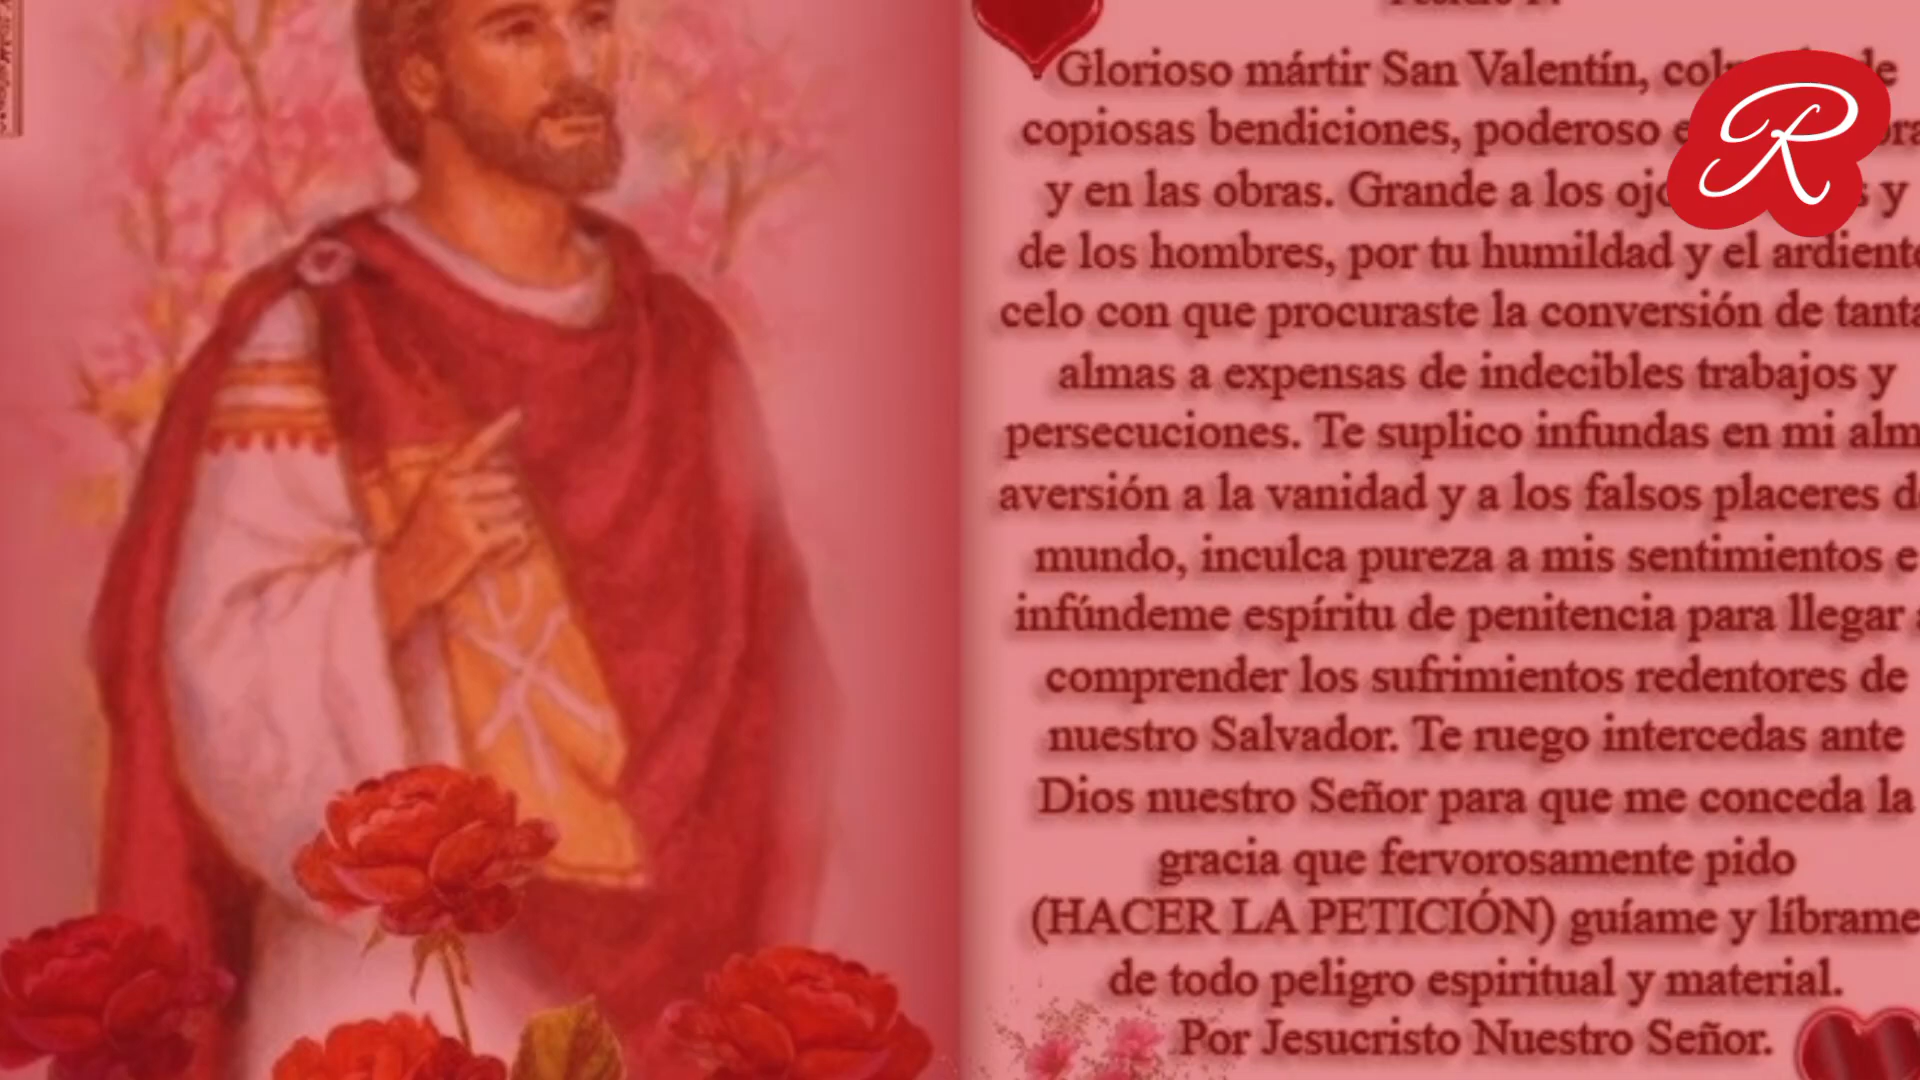 Glorioso mártir San Valentín,
copiosas bendiciones, poderoso
y en las obras. Grande a los y
de los hombres, por tu humildad y el ardiente
celo con que procuraste la conversión de
almas a expensas de indecibles trabajos y
persecuciones. Te suplico infundas en mi
aversión a la vanidad y a los falsos placeres
mundo, inculca pureza a mis sentimientos e
infúndeme espíritu de penitencia para llegar
comprender los sufrimientos redentores de
nuestro Salvador. Te ruego intercedas ante
Dios nuestro Señor para que me conceda la
gracia que fervorosamente pido
(HACER LA PETICIÓN) guíame y líbrame
de todo peligro espiritual y material.
Por Jesucristo Nuestro Señor.
R